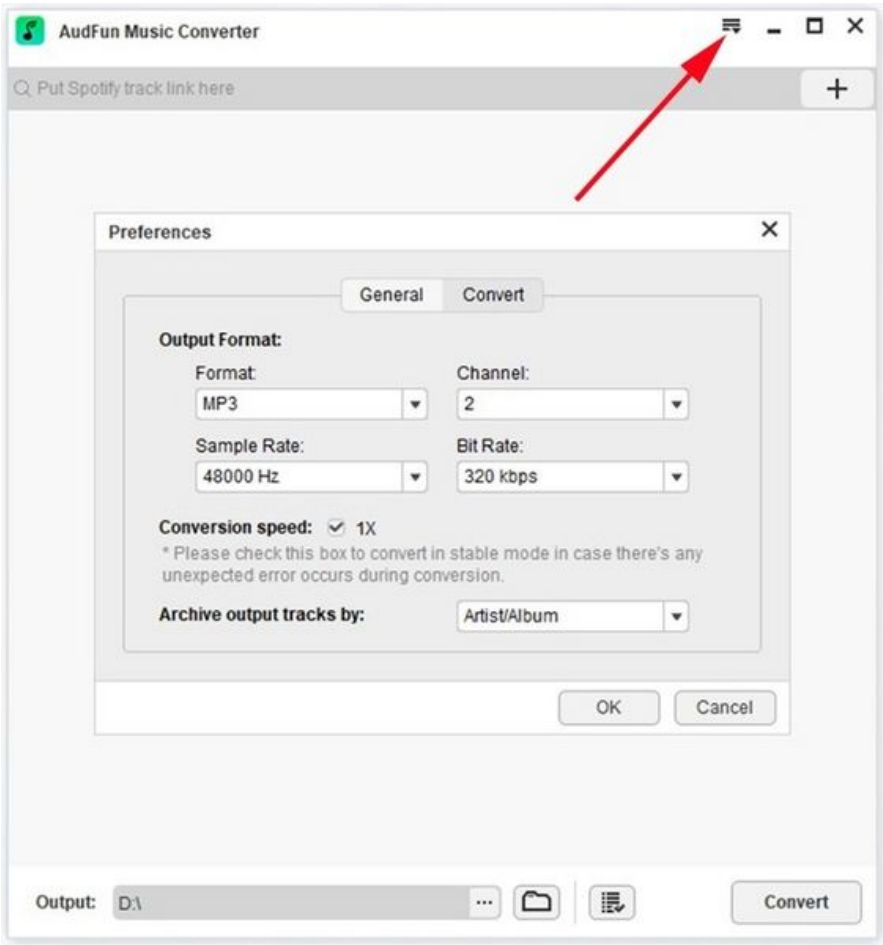 AudFun Music Converter
Put Spotify track link here
Preferences
General Convert
Output Format:
Format: Channel:
MP3 2
Sample Rate: Bit Rate:
48000 Hz 320 kbps
Conversion speed: 1X
* Please check this box to convert in stable mode in case there's any
unexpected error occurs during conversion.
Archive output tracks by: Artist/Album
OK Cancel
Output: D:\ ... Convert